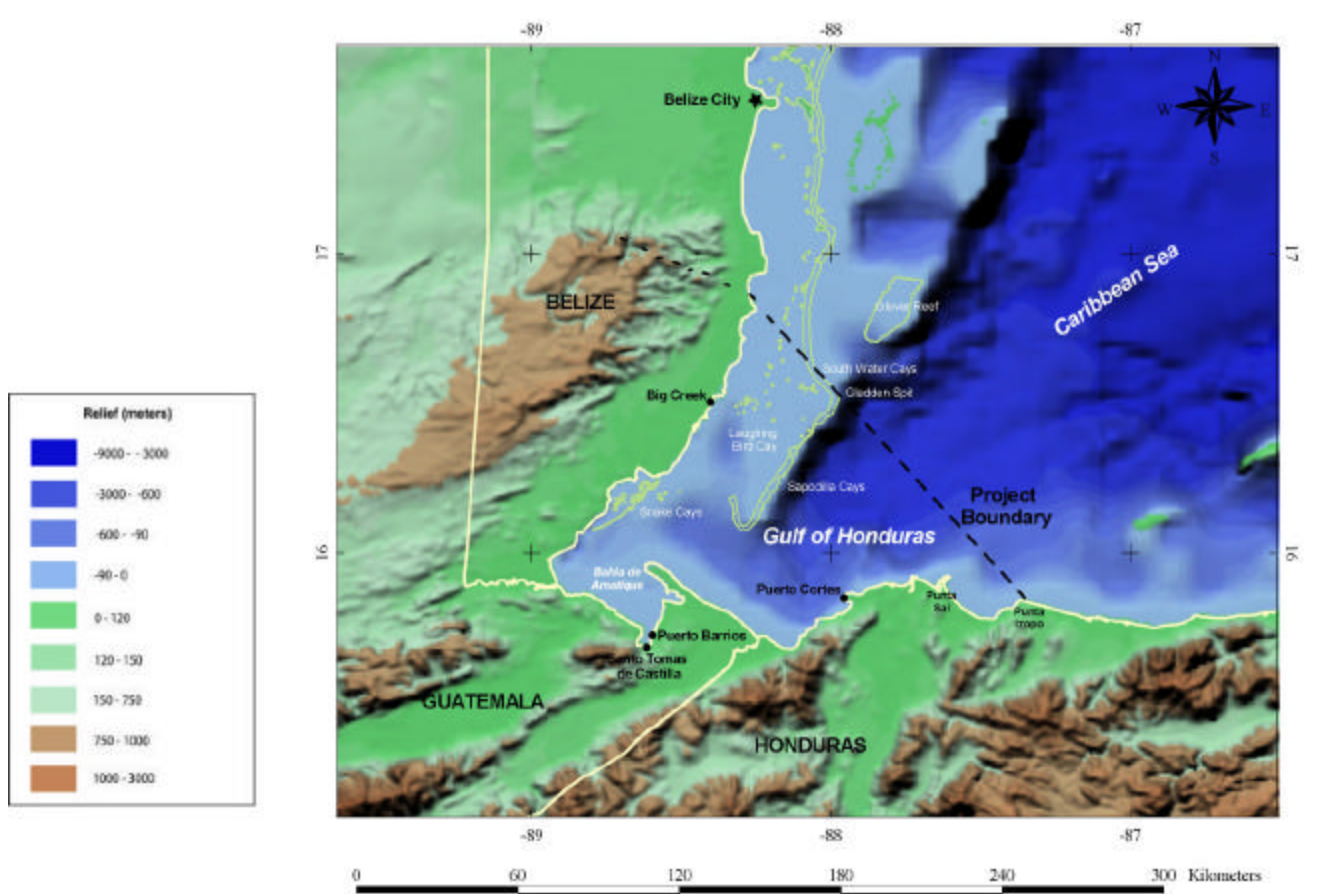 -89 -88 -87
N
W E
S
Belize City
17 17
Caribbean Sea
BELIZE
Glover Reef
South Water Cays
Gladden Spit
Big Creek
Laughing
Bird Cay
Relief (meters)
-9000 - -3000
-3000 - -600
-600 - -90
-90 - 0
0 - 120
120 - 150
150 - 750
750 - 1000
1000 - 3000
Sapodilla Cays
Snake Cays
Project
Boundary
Gulf of Honduras
16 16
Bahia de
Amatique
Puerto Cortes
Punta
Sal
Punta
Puerto Barrios
Tomas
de Castilla
GUATEMALA
HONDURAS
-89 -88 -87
0 60 120 180 240 300 Kilometers